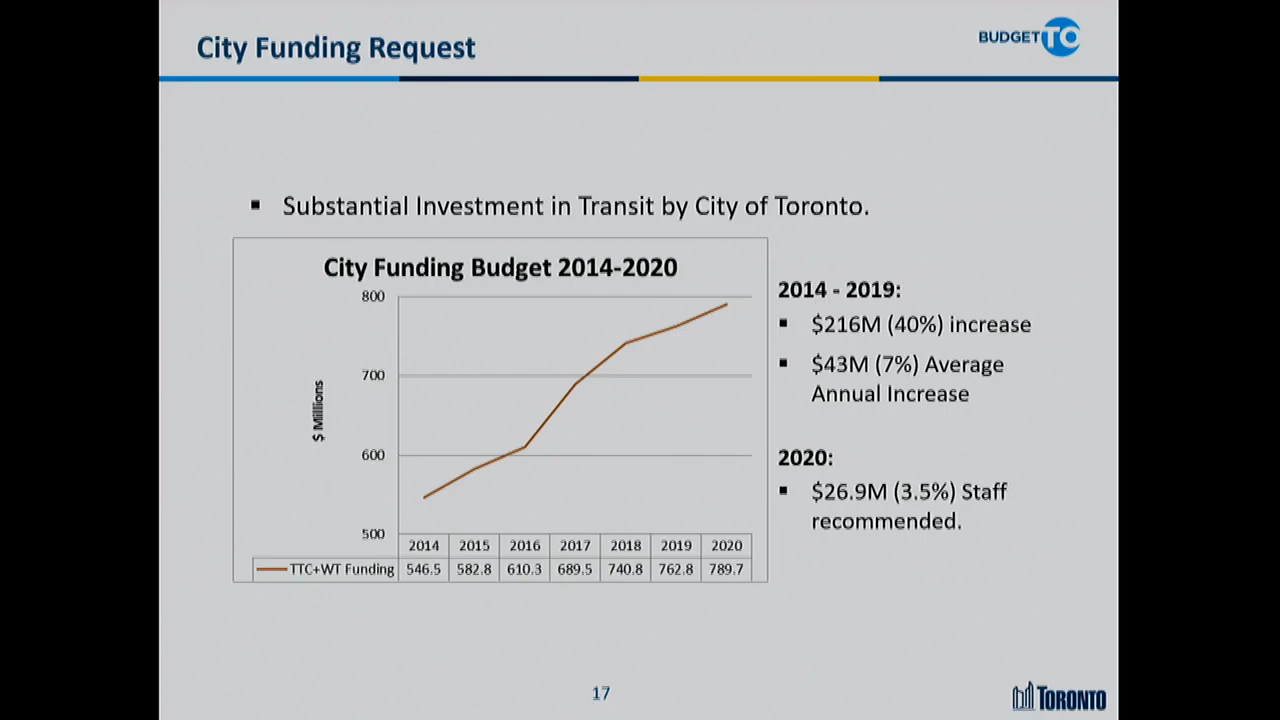 City Funding Request
BUDGETTO
▪ Substantial Investment in Transit by City of Toronto.
City Funding Budget 2014-2020
800
700
600
500
$ Millions
2014 2015 2016 2017 2018 2019 2020
TTC+WT Funding 546.5 582.8 610.3 689.5 740.8 762.8 789.7
2014 - 2019:
▪ $216M (40%) increase
▪ $43M (7%) Average
Annual Increase
2020:
▪ $26.9M (3.5%) Staff
recommended.
17
TORONTO